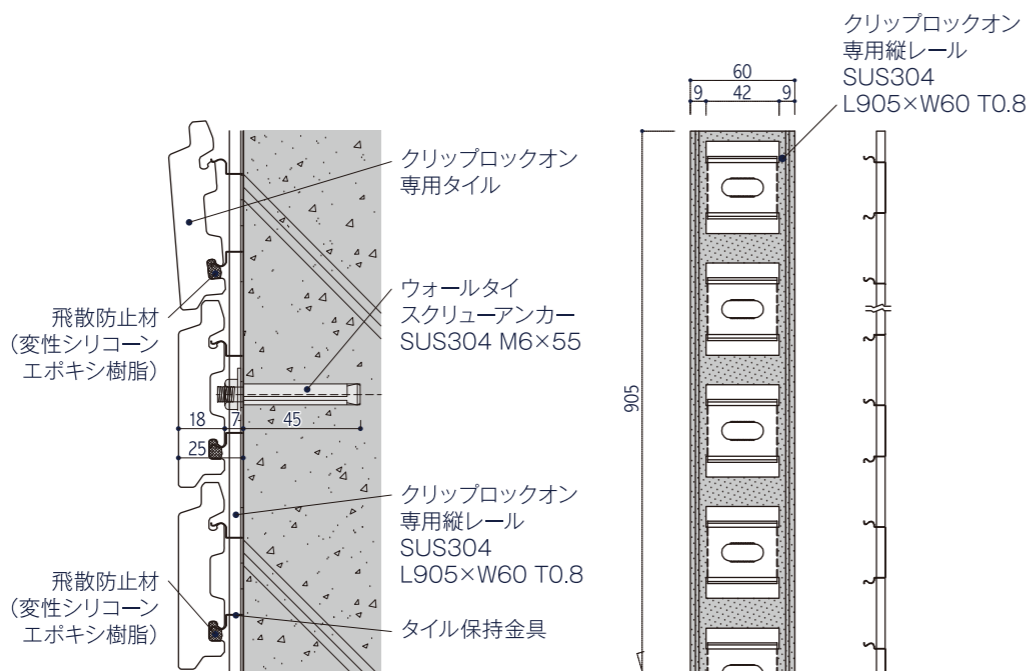 クリップロックオン
専用タイル
飛散防止材
（変性シリコーン
エポキシ樹脂）
ウォールタイ
スクリューアンカー
SUS304 M6×55
18
7
45
25
クリップロックオン
専用縦レール
SUS304
L905×W60 T0.8
飛散防止材
（変性シリコーン
エポキシ樹脂）
タイル保持金具
クリップロックオン
専用縦レール
SUS304
L905×W60 T0.8
60
9
42
9
905